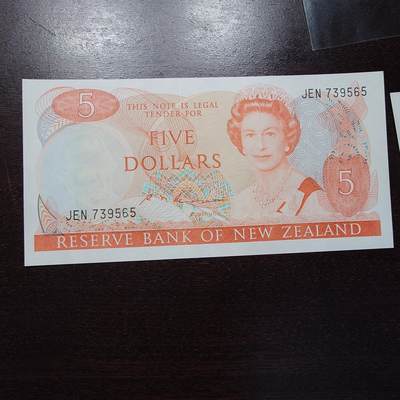 5
THIS NOTE IS LEGAL
TENDER FOR
FIVE
DOLLARS
JEN 739565
5
JEN 739565
RESERVE BANK OF NEW ZEALAND